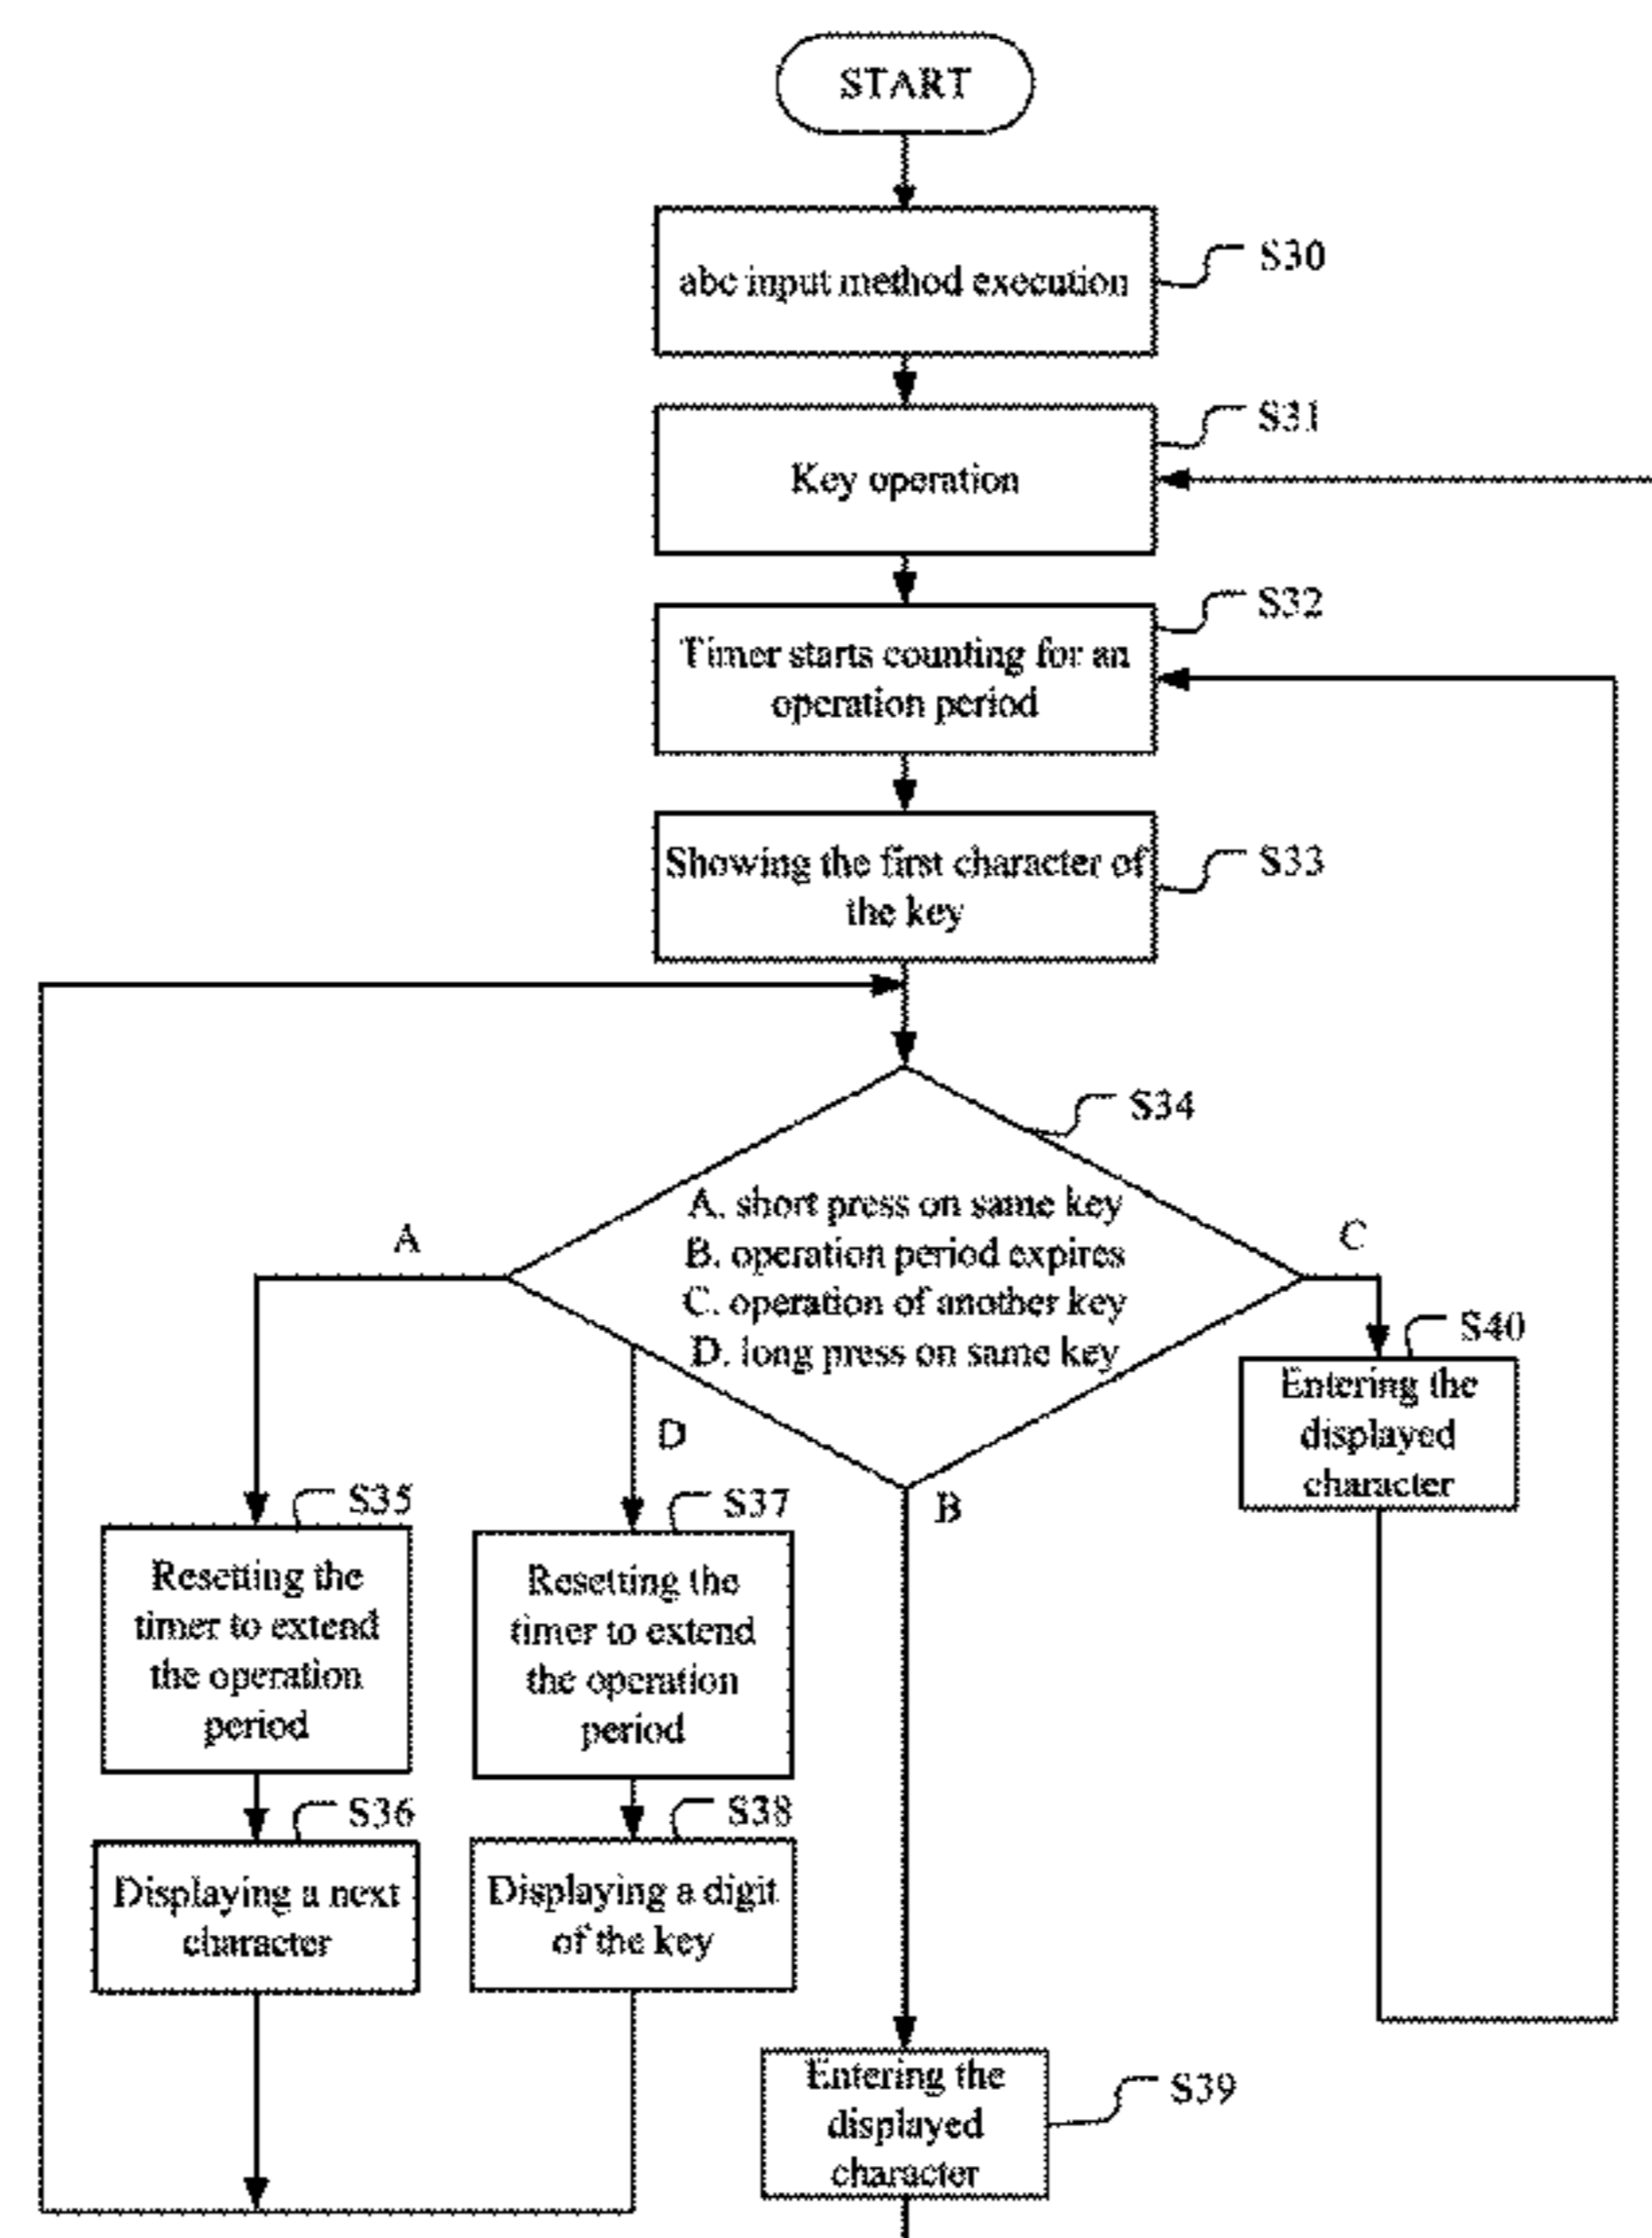 START
abc input method execution
S30
Key operation
S31
Timer starts counting for an
operation period
S32
Showing the first character of
the key
S33
S34
A. short press on same key
B. operation period expires
C. operation of another key
D. long press on same key
A
C
D
B
S40
Entering the
displayed
character
S35
Resetting the
timer to extend
the operation
period
S37
Resetting the
timer to extend
the operation
period
S36
Displaying a next
character
S38
Displaying a digit
of the key
Entering the
displayed
character
S39